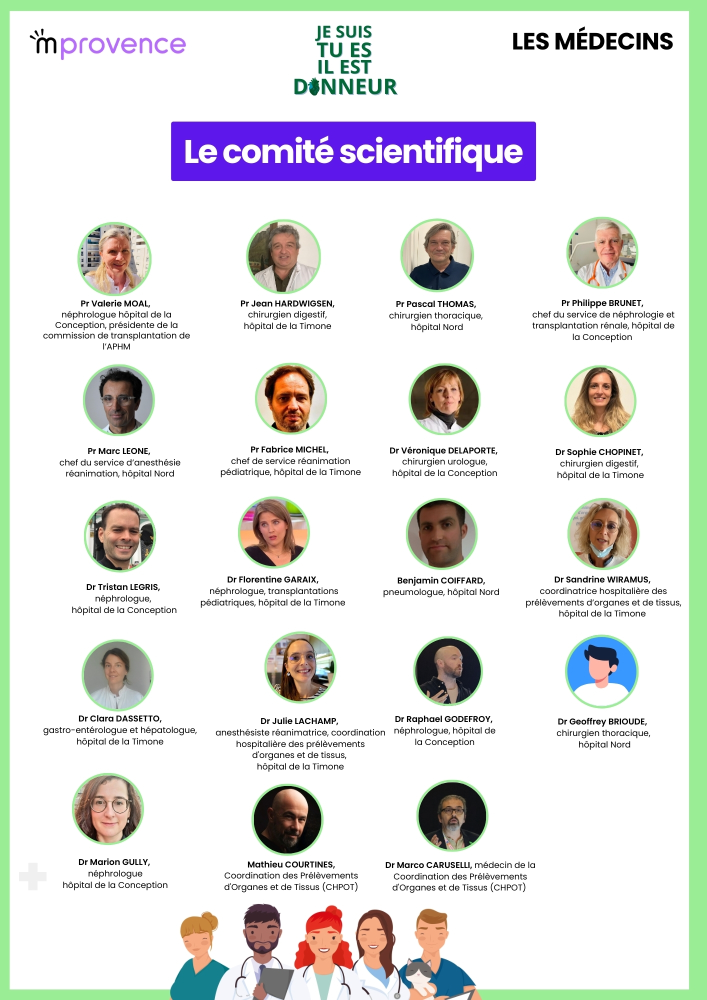 mprovence
JE SUIS
TU ES
IL EST
DONNEUR
LES MÉDECINS
Le comité scientifique
Pr Valerie MOAL,
néphrologue hôpital de la
Conception, présidente de la
commission de transplantation de
l’APHM
Pr Jean HARDWIGSEN,
chirurgien digestif,
hôpital de la Timone
Pr Pascal THOMAS,
chirurgien thoracique,
hôpital Nord
Pr Philippe BRUNET,
chef du service de néphrologie et
transplantation rénale, hôpital de
la Conception
Pr Marc LEONE,
chef du service d’anesthésie
réanimation, hôpital Nord
Pr Fabrice MICHEL,
chef de service réanimation
pédiatrique, hôpital de la Timone
Dr Véronique DELAPORTE,
chirurgien urologue,
hôpital de la Conception
Dr Sophie CHOPINET,
chirurgien digestif,
hôpital de la Timone
Dr Tristan LEGRIS,
néphrologue,
hôpital de la Conception
Dr Florentine GARAIX,
néphrologue, transplantations
pédiatriques, hôpital de la Timone
Benjamin COIFFARD,
pneumologue, hôpital Nord
Dr Sandrine WIRAMUS,
coordinatrice hospitalière des
prélèvements d’organes et de tissus,
hôpital de la Timone
Dr Clara DASSETTO,
gastro-entérologue et hépatologue,
hôpital de la Timone
Dr Julie LACHAMP,
anesthésiste réanimatrice, coordination
hospitalière des prélèvements
d'organes et de tissus,
hôpital de la Timone
Dr Raphael GODEFROY,
néphrologue, hôpital de
la Conception
Dr Geoffrey BRIOUDE,
chirurgien thoracique,
hôpital Nord
Dr Marion GULLY,
néphrologue
hôpital de la Conception
Mathieu COURTINES,
Coordination des Prélèvements
d'Organes et de Tissus (CHPOT)
Dr Marco CARUSELLI, médecin de la
Coordination des Prélèvements
d'Organes et de Tissus (CHPOT)